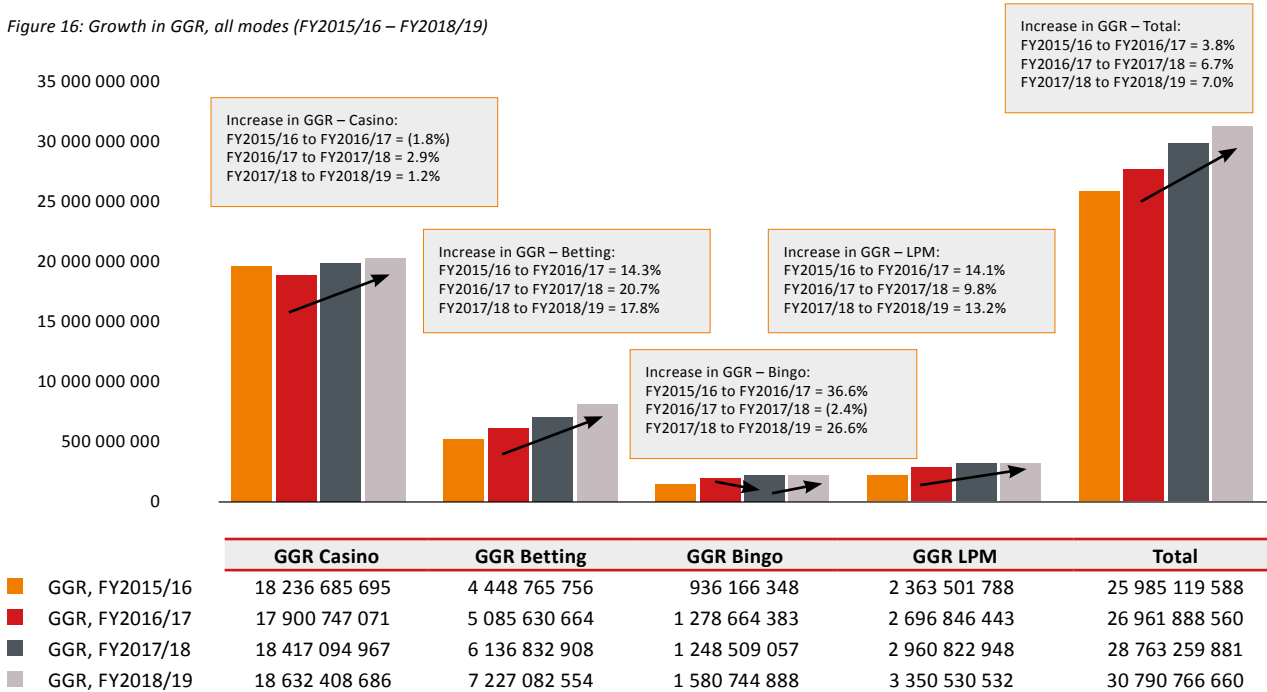 Figure 16: Growth in GGR, all modes (FY2015/16 – FY2018/19)
Increase in GGR – Total:
FY2015/16 to FY2016/17 = 3.8%
FY2016/17 to FY2017/18 = 6.7%
FY2017/18 to FY2018/19 = 7.0%
35 000 000 000
30 000 000 000
25 000 000 000
20 000 000 000
15 000 000 000
10 000 000 000
500 000 000
0
Increase in GGR – Casino:
FY2015/16 to FY2016/17 = (1.8%)
FY2016/17 to FY2017/18 = 2.9%
FY2017/18 to FY2018/19 = 1.2%
Increase in GGR – Betting:
FY2015/16 to FY2016/17 = 14.3%
FY2016/17 to FY2017/18 = 20.7%
FY2017/18 to FY2018/19 = 17.8%
Increase in GGR – LPM:
FY2015/16 to FY2016/17 = 14.1%
FY2016/17 to FY2017/18 = 9.8%
FY2017/18 to FY2018/19 = 13.2%
Increase in GGR – Bingo:
FY2015/16 to FY2016/17 = 36.6%
FY2016/17 to FY2017/18 = (2.4%)
FY2017/18 to FY2018/19 = 26.6%
GGR Casino GGR Betting GGR Bingo GGR LPM Total
GGR, FY2015/16 18 236 685 695 4 448 765 756 936 166 348 2 363 501 788 25 985 119 588
GGR, FY2016/17 17 900 747 071 5 085 630 664 1 278 664 383 2 696 846 443 26 961 888 560
GGR, FY2017/18 18 417 094 967 6 136 832 908 1 248 509 057 2 960 822 948 28 763 259 881
GGR, FY2018/19 18 632 408 686 7 227 082 554 1 580 744 888 3 350 530 532 30 790 766 660